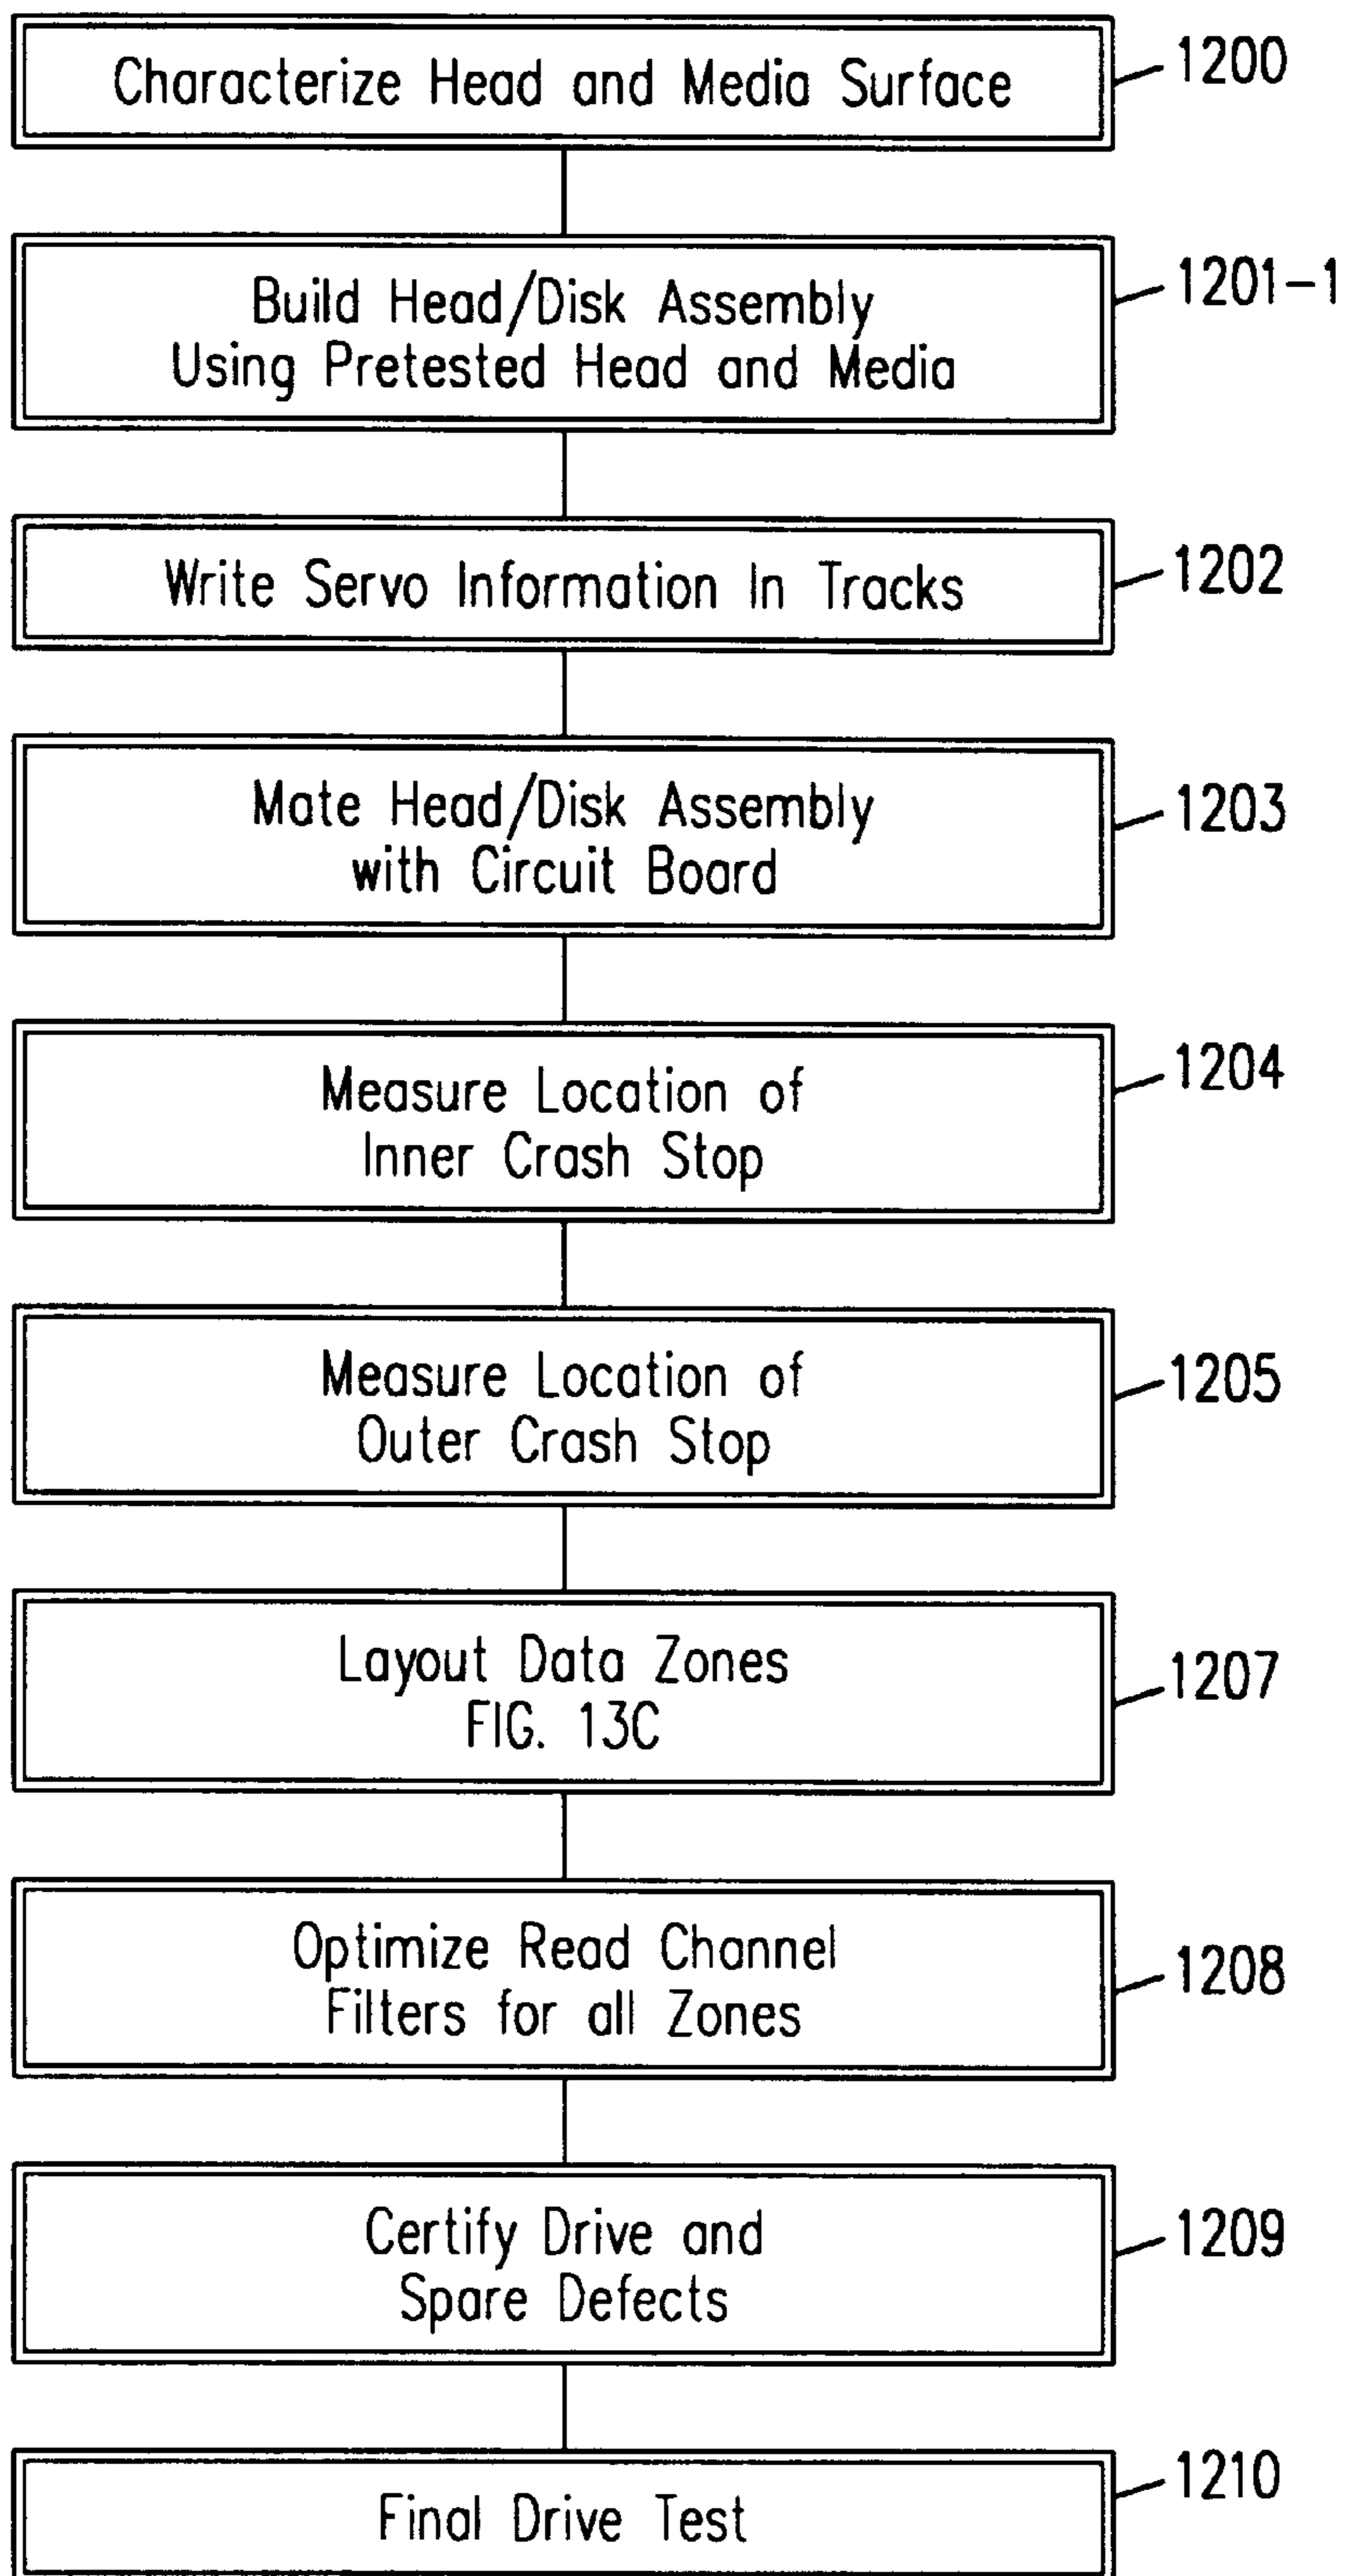 Characterize Head and Media Surface
1200
Build Head/Disk Assembly
Using Pretested Head and Media
1201-1
Write Servo Information In Tracks
1202
Mate Head/Disk Assembly
with Circuit Board
1203
Measure Location of
Inner Crash Stop
1204
Measure Location of
Outer Crash Stop
1205
Layout Data Zones
FIG. 13C
1207
Optimize Read Channel
Filters for all Zones
1208
Certify Drive and
Spare Defects
1209
Final Drive Test
1210